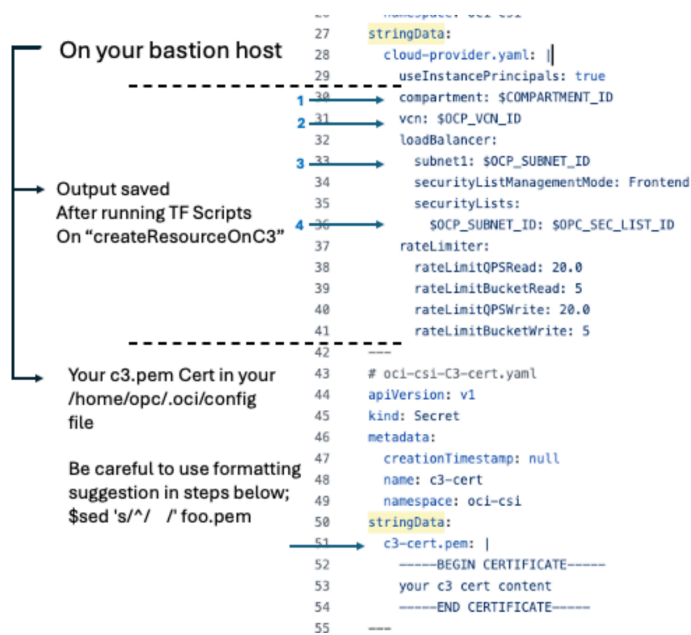 On your bastion host
Output saved
After running TF Scripts
On “createResourceOnC3”
Your c3.pem Cert in your
/home/opc/.oci/config
file
Be careful to use formatting
suggestion in steps below;
$sed 's/^/   /' foo.pem
1
2
3
4
26 namespace: oci-csi
27 stringData:
28   cloud-provider.yaml: |
29     useInstancePrincipals: true
30     compartment: $COMPARTMENT_ID
31     vcn: $OCP_VCN_ID
32     loadBalancer:
33       subnet1: $OCP_SUBNET_ID
34       securityListManagementMode: Frontend
35       securityLists:
36         $OCP_SUBNET_ID: $OPC_SEC_LIST_ID
37     rateLimiter:
38       rateLimitQPSRead: 20.0
39       rateLimitBucketRead: 5
40       rateLimitQPSWrite: 20.0
41       rateLimitBucketWrite: 5
42 ---
43 # oci-csi-C3-cert.yaml
44 apiVersion: v1
45 kind: Secret
46 metadata:
47   creationTimestamp: null
48   name: c3-cert
49   namespace: oci-csi
50 stringData:
51   c3-cert.pem: |
52     -----BEGIN CERTIFICATE-----
53     your c3 cert content
54     -----END CERTIFICATE-----
55 ---